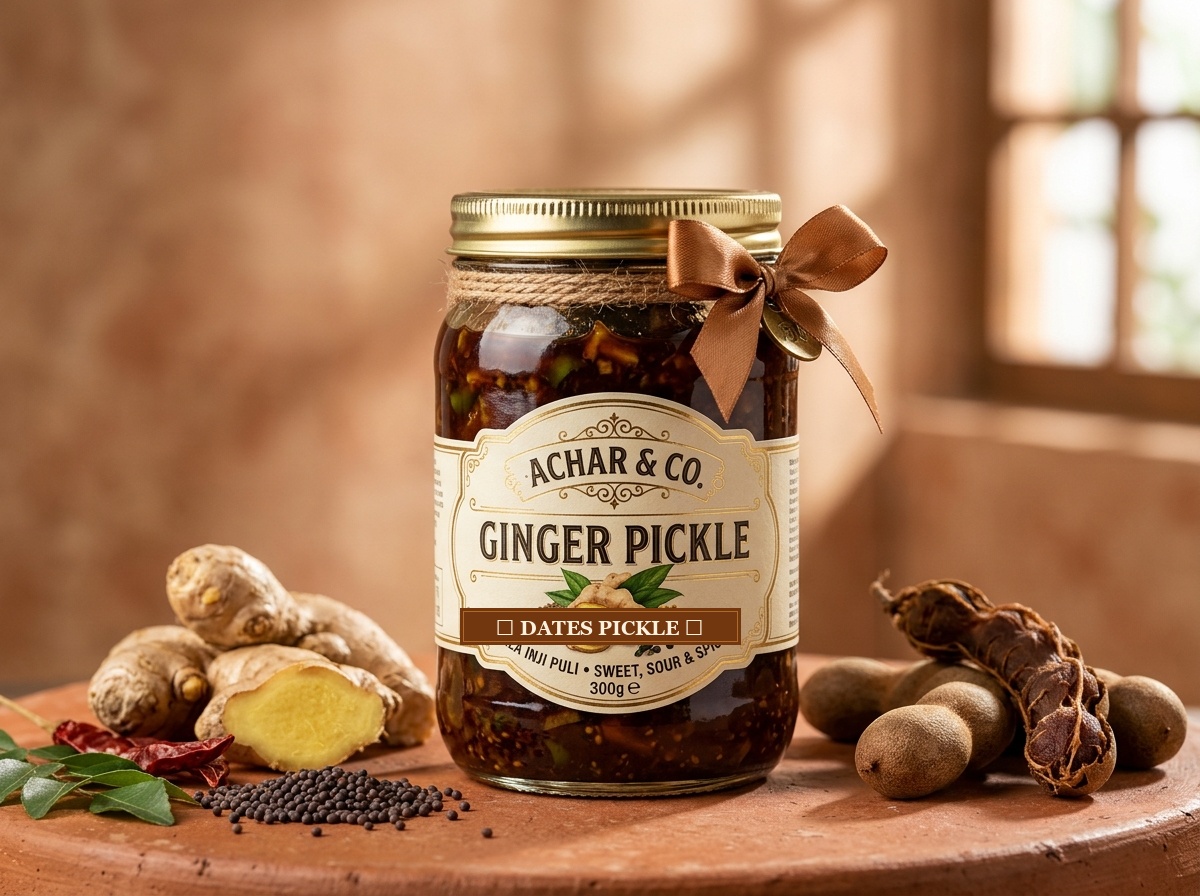 ACHAR & CO.
GINGER PICKLE
□ DATES PICKLE □
INJI PULI • SWEET, SOUR &
300g ℮